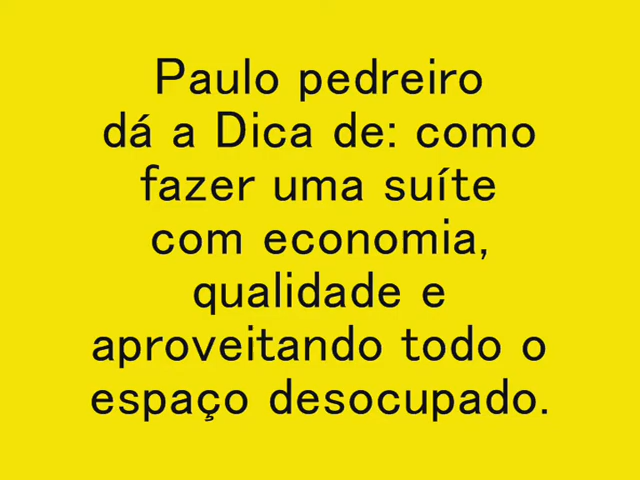 Paulo pedreiro
dá a Dica de: como
fazer uma suíte
com economia,
qualidade e
aproveitando todo o
espaço desocupado.